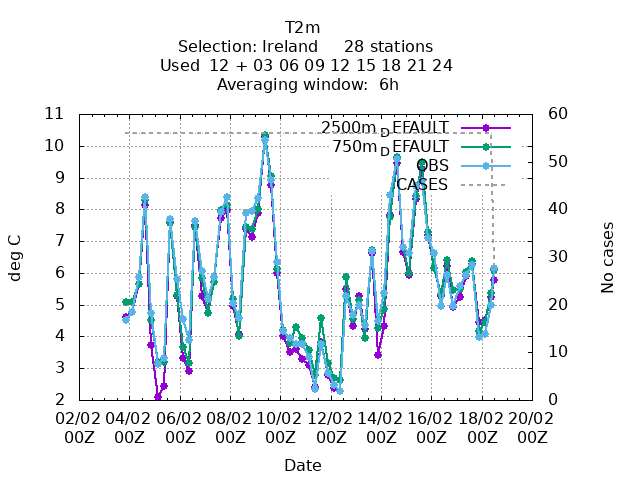 T2m
Selection: Ireland 28 stations
Used 12 + 03 06 09 12 15 18 21 24
Averaging window: 6h
2500m_DEFAULT
750m_DEFAULT
OBS
CASES
deg C
11
10
9
8
7
6
5
4
3
2
No cases
60
50
40
30
20
10
0
02/02 04/02 06/02 08/02 10/02 12/02 14/02 16/02 18/02 20/02
00Z 00Z 00Z 00Z 00Z 00Z 00Z 00Z 00Z 00Z
Date